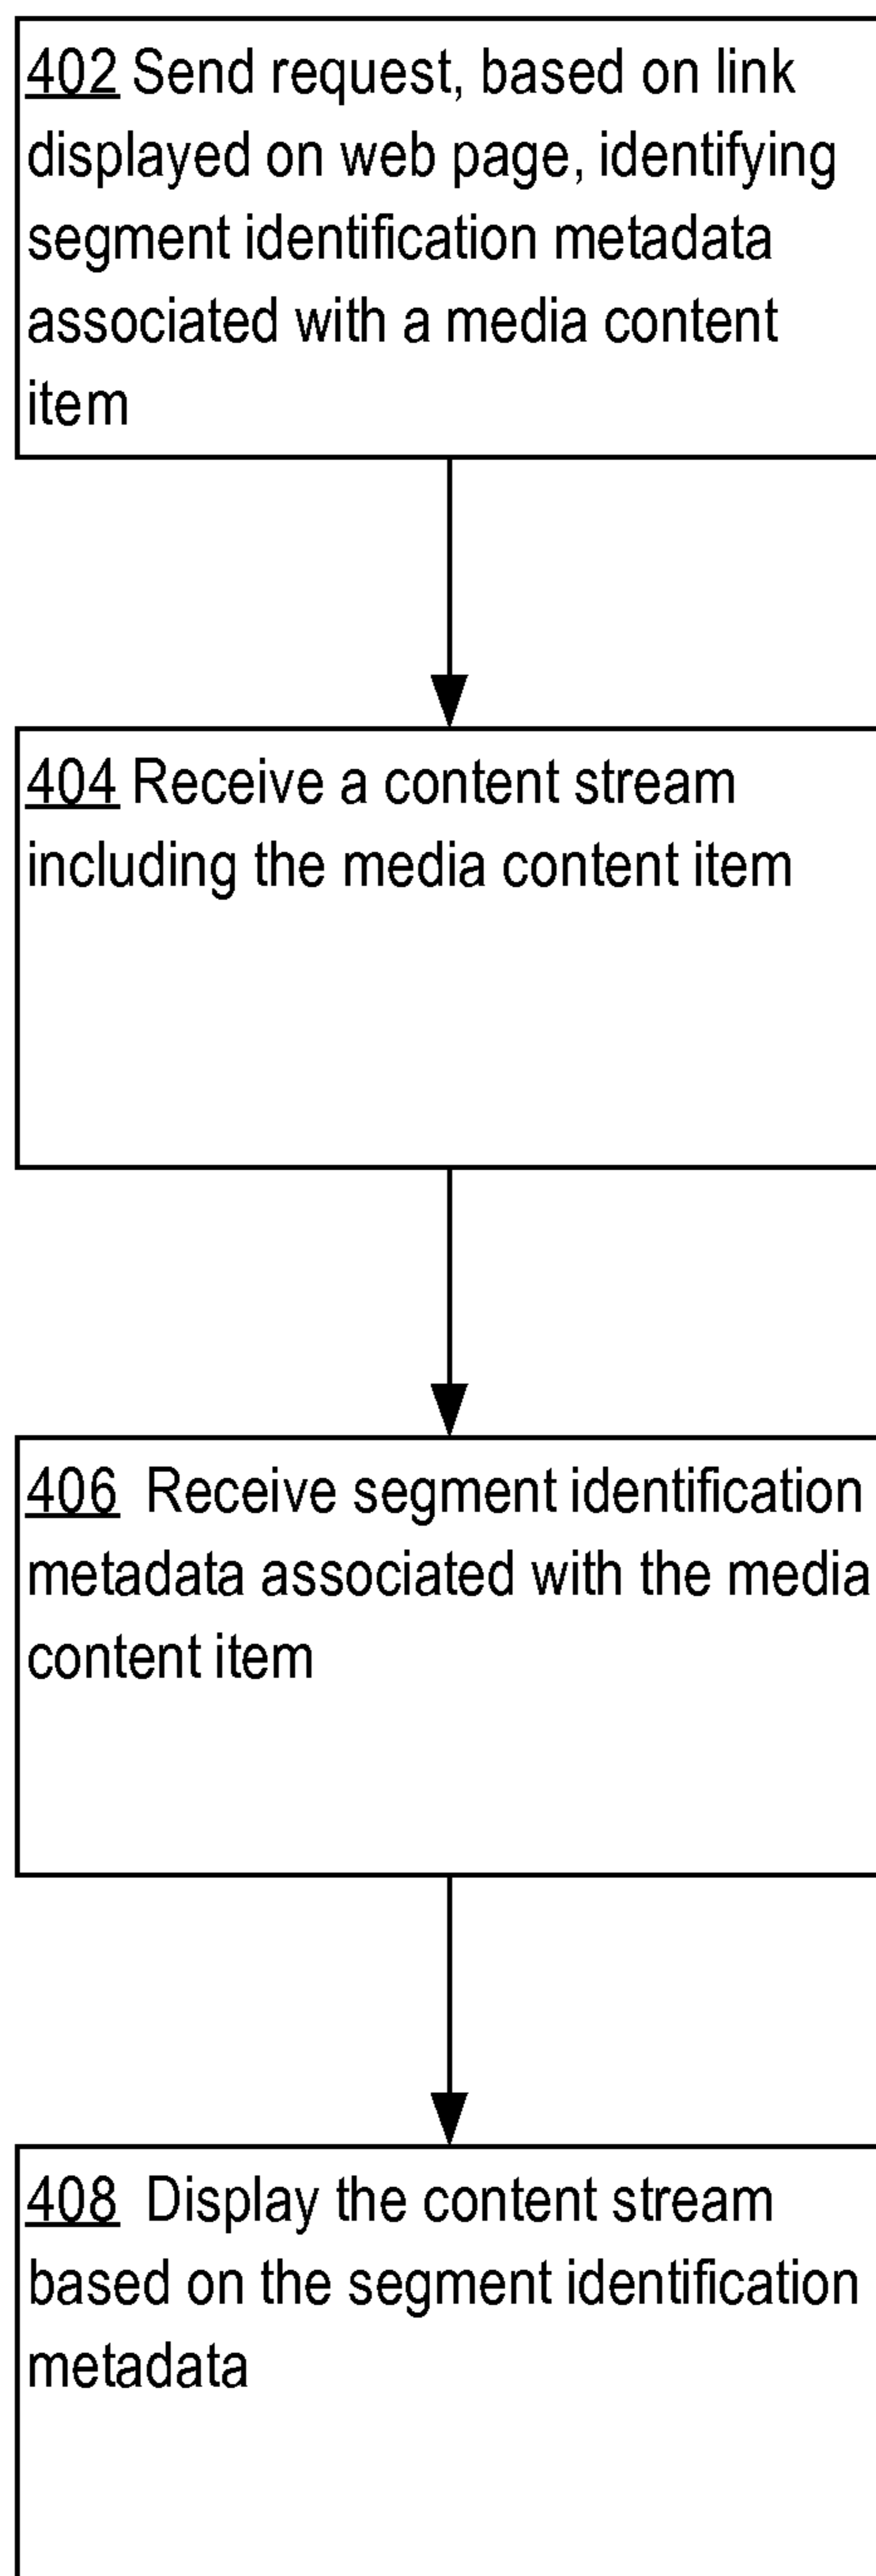 402 Send request, based on link
displayed on web page, identifying
segment identification metadata
associated with a media content
item
404 Receive a content stream
including the media content item
406 Receive segment identification
metadata associated with the media
content item
408 Display the content stream
based on the segment identification
metadata